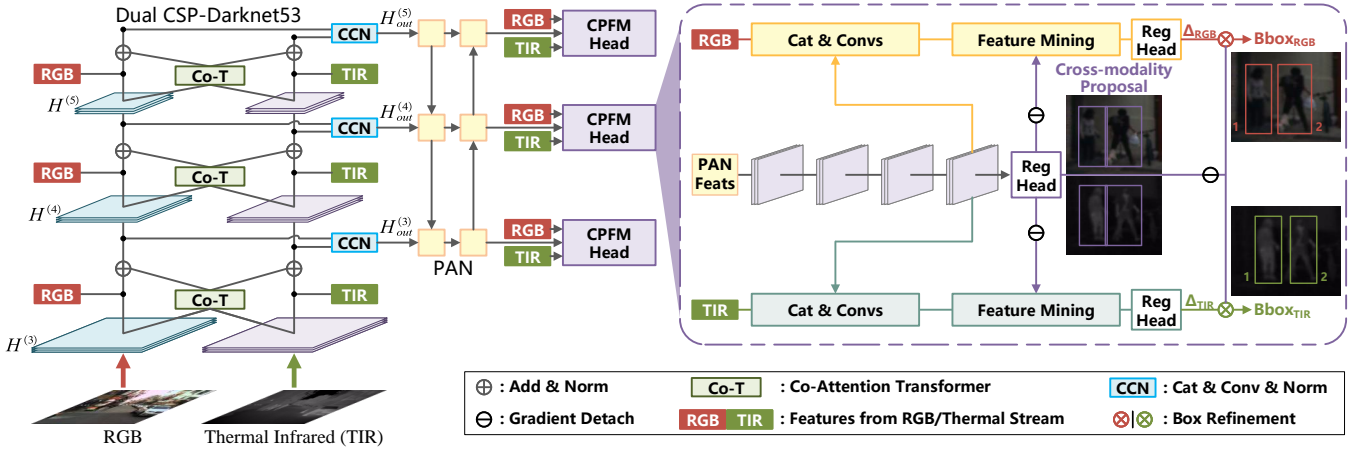 Dual CSP-Darknet53
CCN
H_out^(5)
RGB
TIR
CPFM
Head
RGB
Co-T
TIR
H^(5)
CCN
H_out^(4)
RGB
TIR
CPFM
Head
RGB
Co-T
TIR
H^(4)
CCN
H_out^(3)
RGB
TIR
CPFM
Head
PAN
RGB
Co-T
TIR
H^(3)
RGB
Thermal Infrared (TIR)
RGB
Cat & Convs
Feature Mining
Reg
Head
Δ_RGB
Bbox_RGB
Cross-modality
Proposal
1 2
PAN
Feats
Reg
Head
1 2
TIR
Cat & Convs
Feature Mining
Reg
Head
Δ_TIR
Bbox_TIR
: Add & Norm
Co-T : Co-Attention Transformer
CCN : Cat & Conv & Norm
: Gradient Detach
RGB TIR : Features from RGB/Thermal Stream
| : Box Refinement